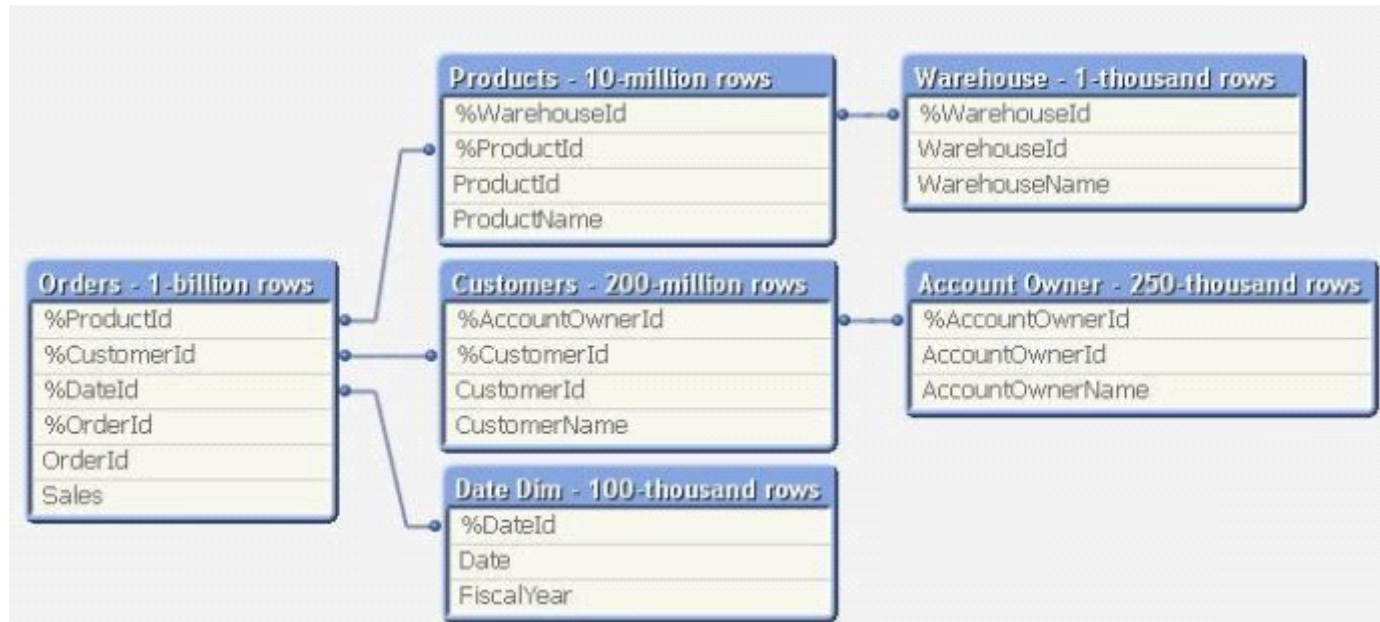 Products - 10-million rows
%WarehouseId
%ProductId
ProductId
ProductName
Warehouse - 1-thousand rows
%WarehouseId
WarehouseId
WarehouseName
Orders - 1-billion rows
%ProductId
%CustomerId
%DateId
%OrderId
OrderId
Sales
Customers - 200-million rows
%AccountOwnerId
%CustomerId
CustomerId
CustomerName
Account Owner - 250-thousand rows
%AccountOwnerId
AccountOwnerId
AccountOwnerName
Date Dim - 100-thousand rows
%DateId
Date
FiscalYear